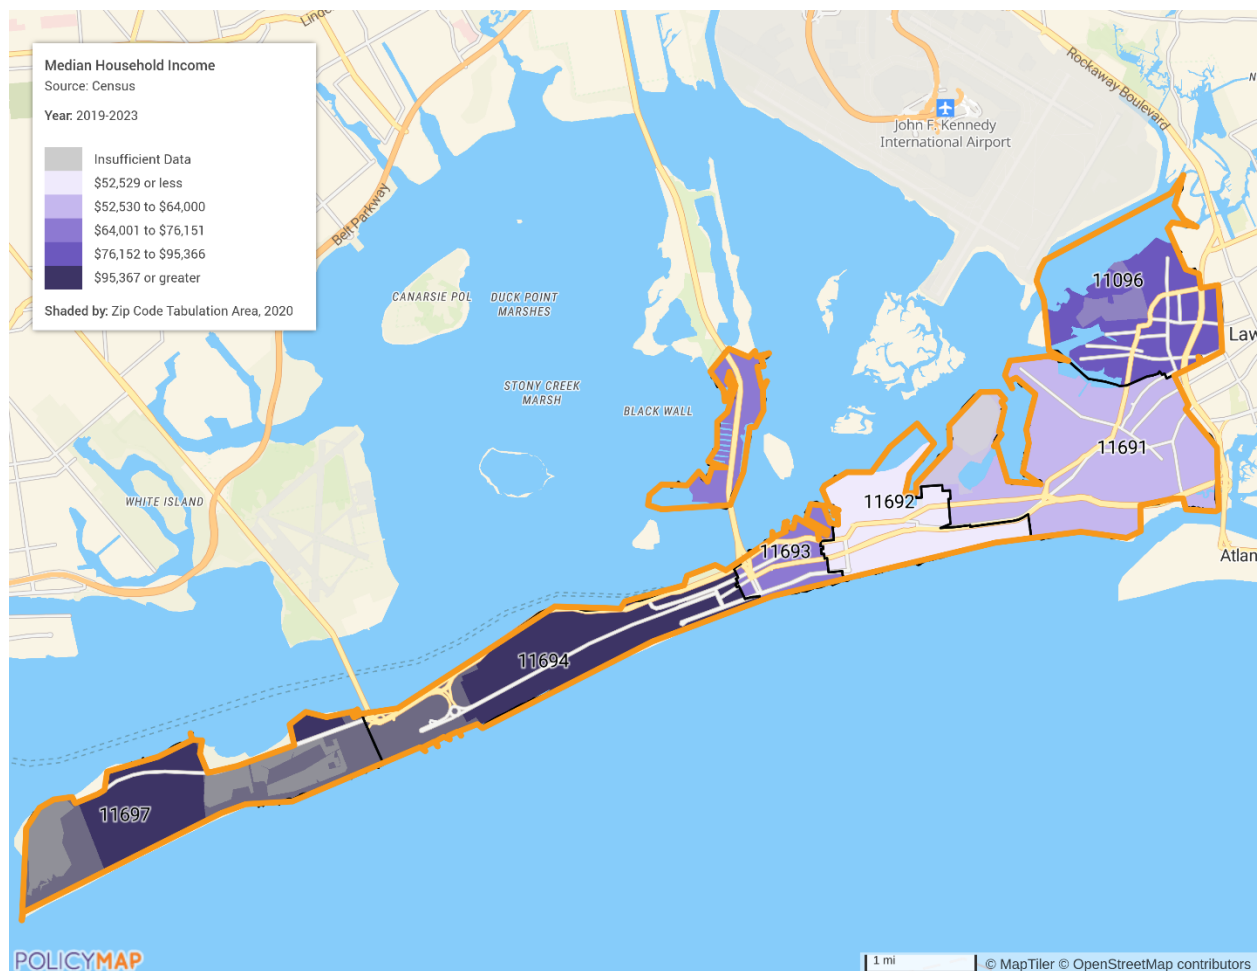 Median Household Income
Source: Census
Year: 2019-2023
Insufficient Data
$52,529 or less
$52,530 to $64,000
$64,001 to $76,151
$76,152 to $95,366
$95,367 or greater
Shaded by: Zip Code Tabulation Area, 2020
Belt Parkway
Rockaway Boulevard
John F. Kennedy
International Airport
CANARSIE POL
DUCK POINT
MARSHES
STONY CREEK
MARSH
BLACK WALL
WHITE ISLAND
11096
Law
11691
11692
11693
Atlan
11694
11697
POLICYMAP
1 mi
© MapTiler © OpenStreetMap contributors